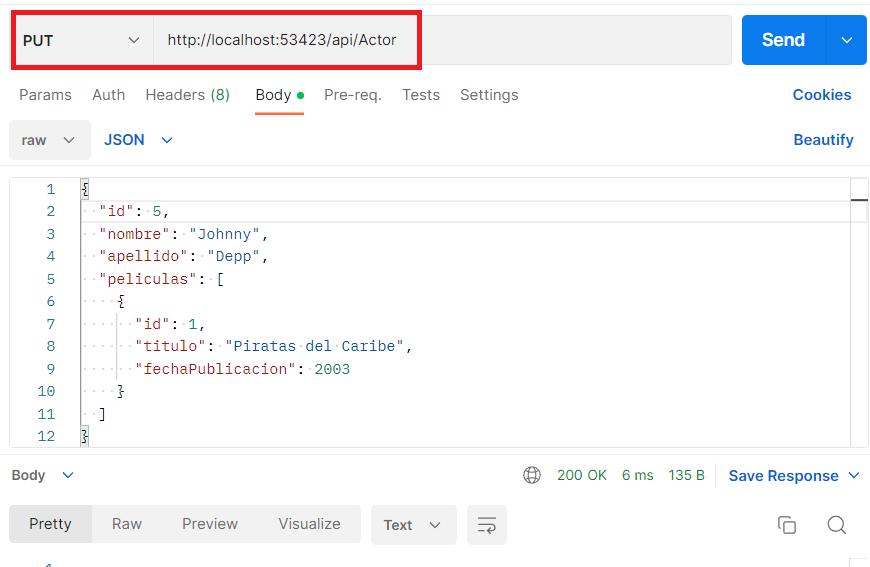 PUT http://localhost:53423/api/Actor Send
Params Auth Headers (8) Body Pre-req. Tests Settings Cookies
raw JSON Beautify
1 {
2 "id": 5,
3 "nombre": "Johnny",
4 "apellido": "Depp",
5 "peliculas": [
6 {
7 "id": 1,
8 "titulo": "Piratas del Caribe",
9 "fechaPublicacion": 2003
10 }
11 ]
12 }
Body 200 OK 6 ms 135 B Save Response
Pretty Raw Preview Visualize Text